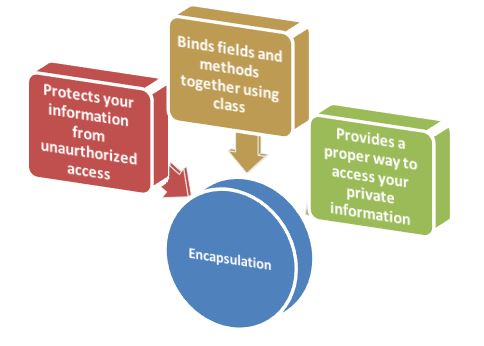 Protects your
information
from
unaurthorized
access
Binds fields and
methods
together using
class
Provides a
proper way to
access your
private
information
Encapsulation